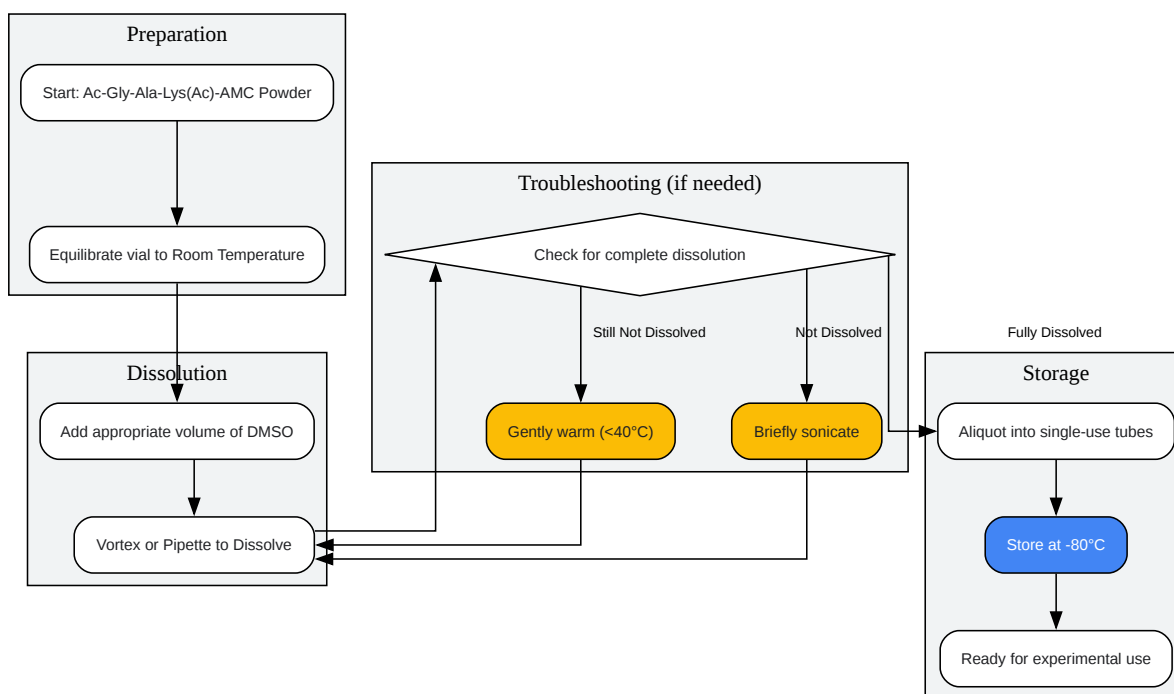 Preparation
Start: Ac-Gly-Ala-Lys(Ac)-AMC Powder
Equilibrate vial to Room Temperature
Dissolution
Add appropriate volume of DMSO
Vortex or Pipette to Dissolve
Troubleshooting (if needed)
Check for complete dissolution
Still Not Dissolved
Not Dissolved
Gently warm (<40°C)
Briefly sonicate
Fully Dissolved
Storage
Aliquot into single-use tubes
Store at -80°C
Ready for experimental use